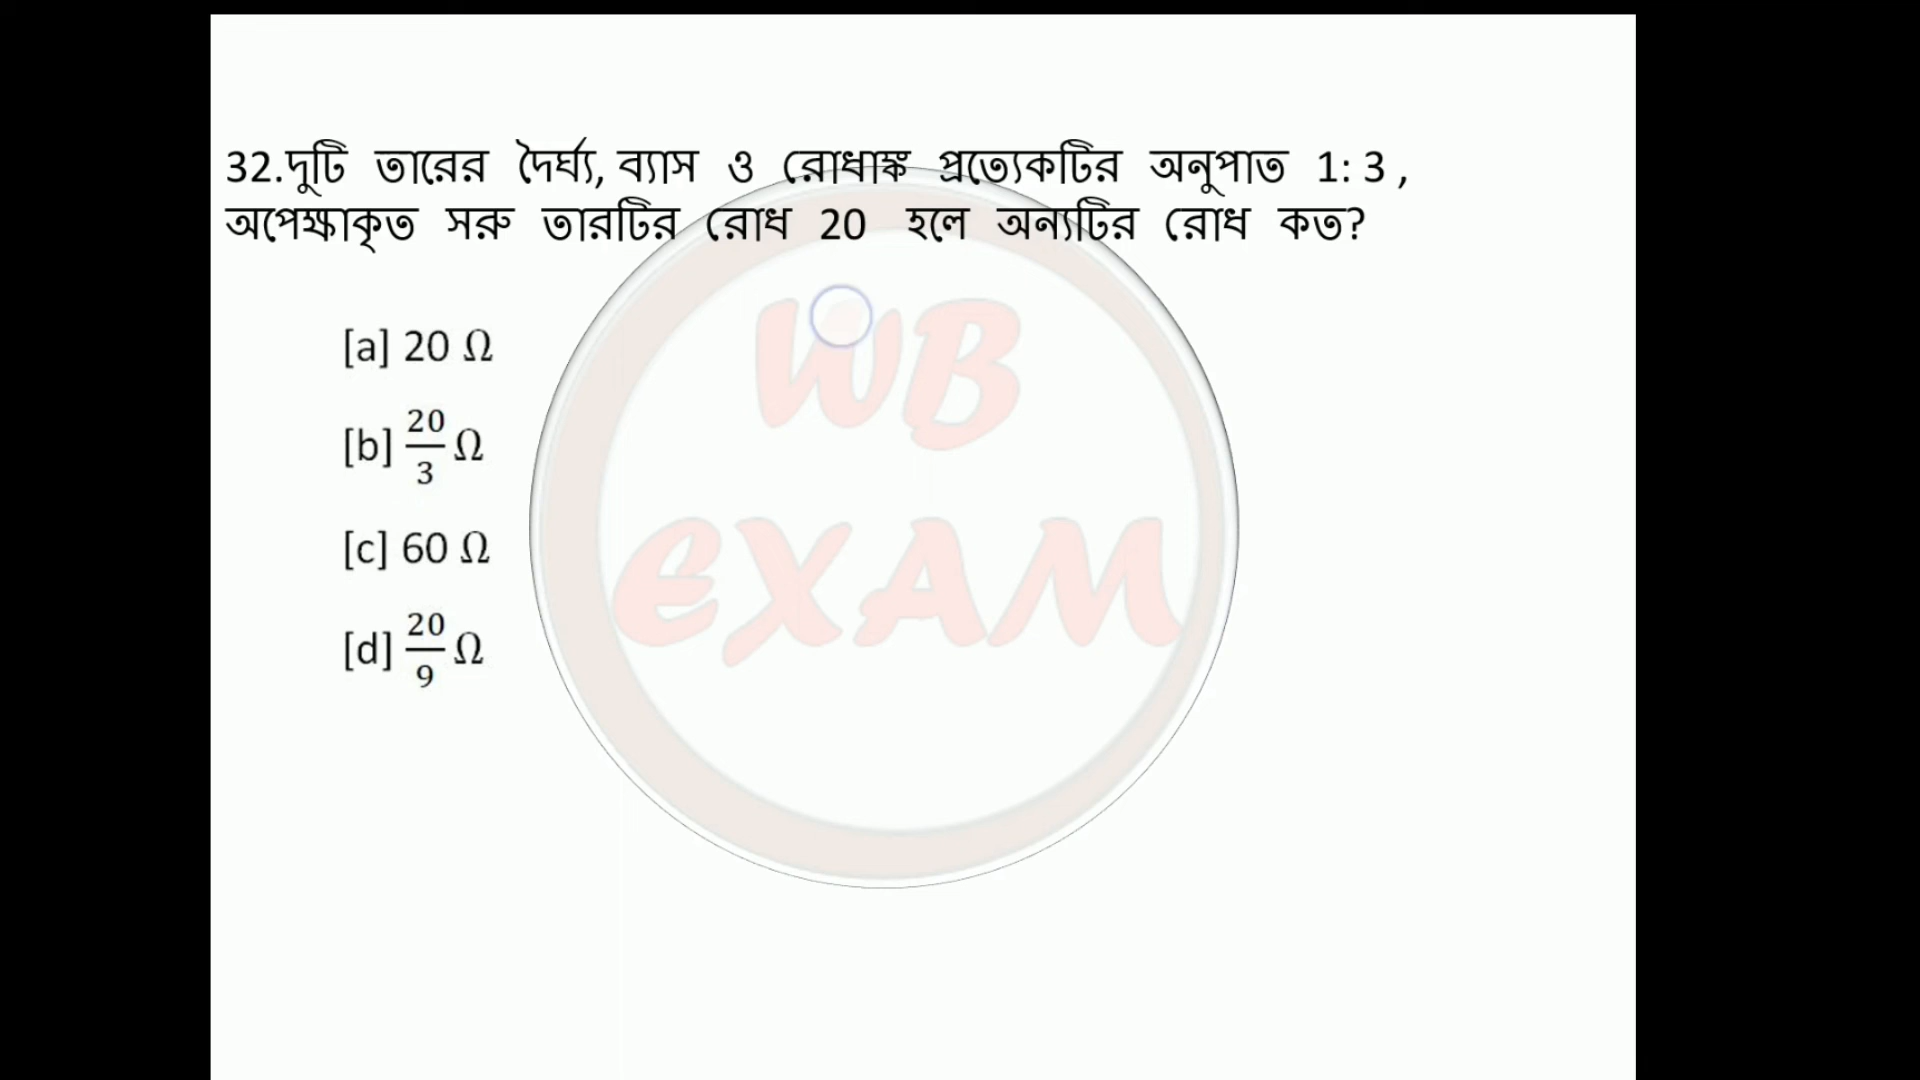 32.দুটি তারের দৈর্ঘ্য, ব্যাস ও রোধাঙ্ক প্রত্যেকটির অনুপাত 1: 3 ,
অপেক্ষাকৃত সরু তারটির রোধ 20 হলে অন্যটির রোধ কত?
[a] 20 Ω
[b] 20/3 Ω
[c] 60 Ω
[d] 20/9 Ω
WB
EXAM